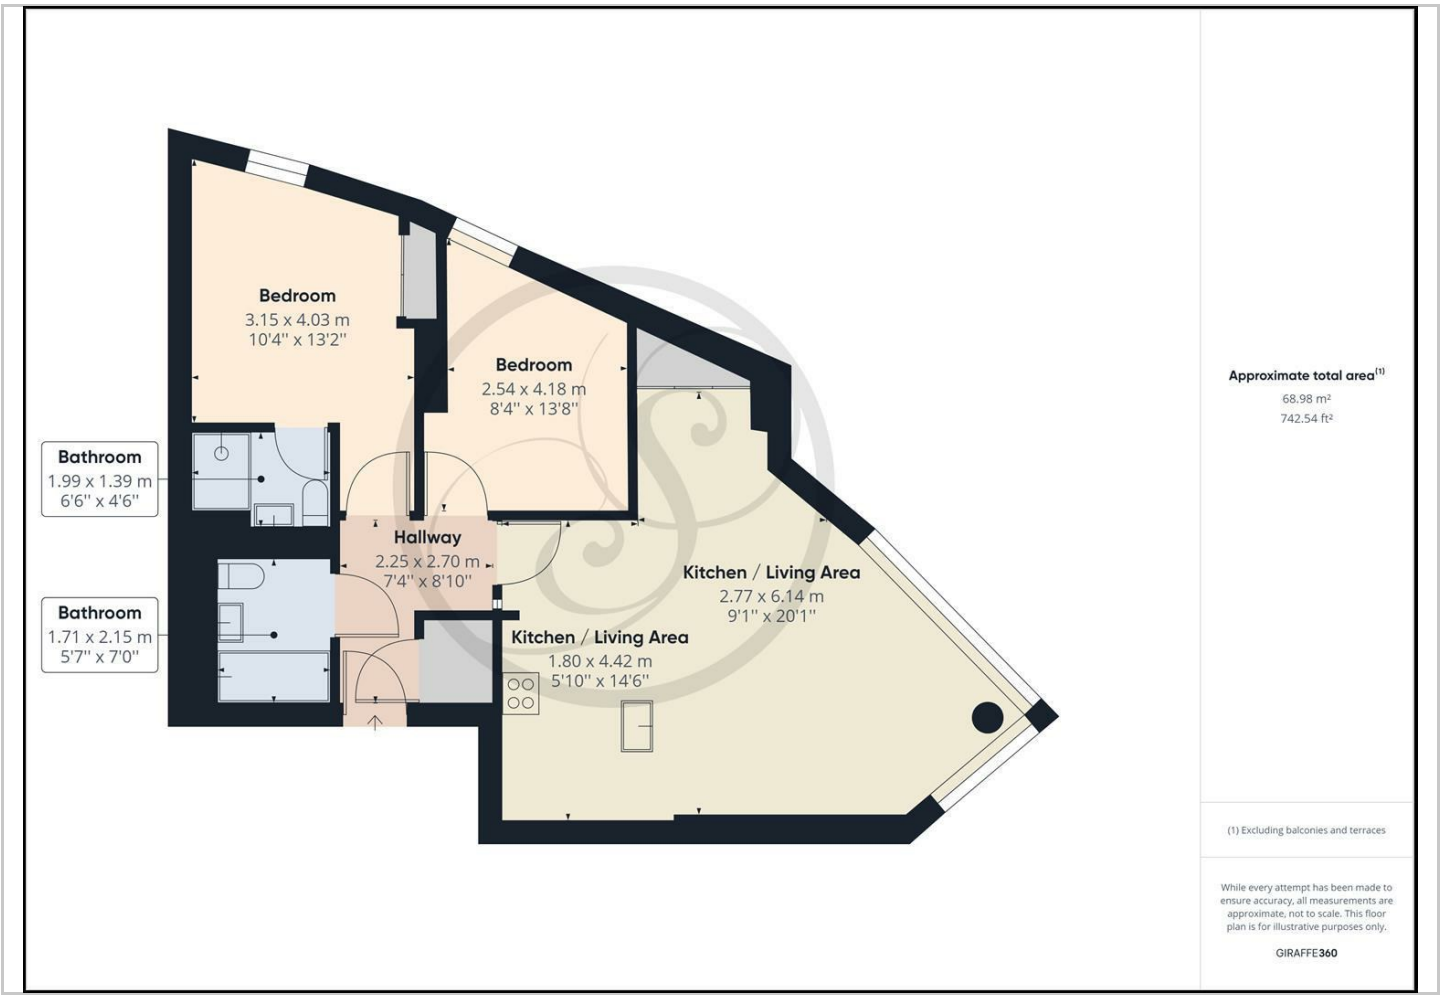 Bedroom
3.15 x 4.03 m
10'4" x 13'2"
Bedroom
2.54 x 4.18 m
8'4" x 13'8"
Bathroom
1.99 x 1.39 m
6'6" x 4'6"
Hallway
2.25 x 2.70 m
7'4" x 8'10"
Kitchen / Living Area
2.77 x 6.14 m
9'1" x 20'1"
Bathroom
1.71 x 2.15 m
5'7" x 7'0"
Kitchen / Living Area
1.80 x 4.42 m
5'10" x 14'6"
Approximate total area(1)
68.98 m²
742.54 ft²
(1) Excluding balconies and terraces
While every attempt has been made to
ensure accuracy, all measurements are
approximate, not to scale. This floor
plan is for illustrative purposes only.
GIRAFFE360